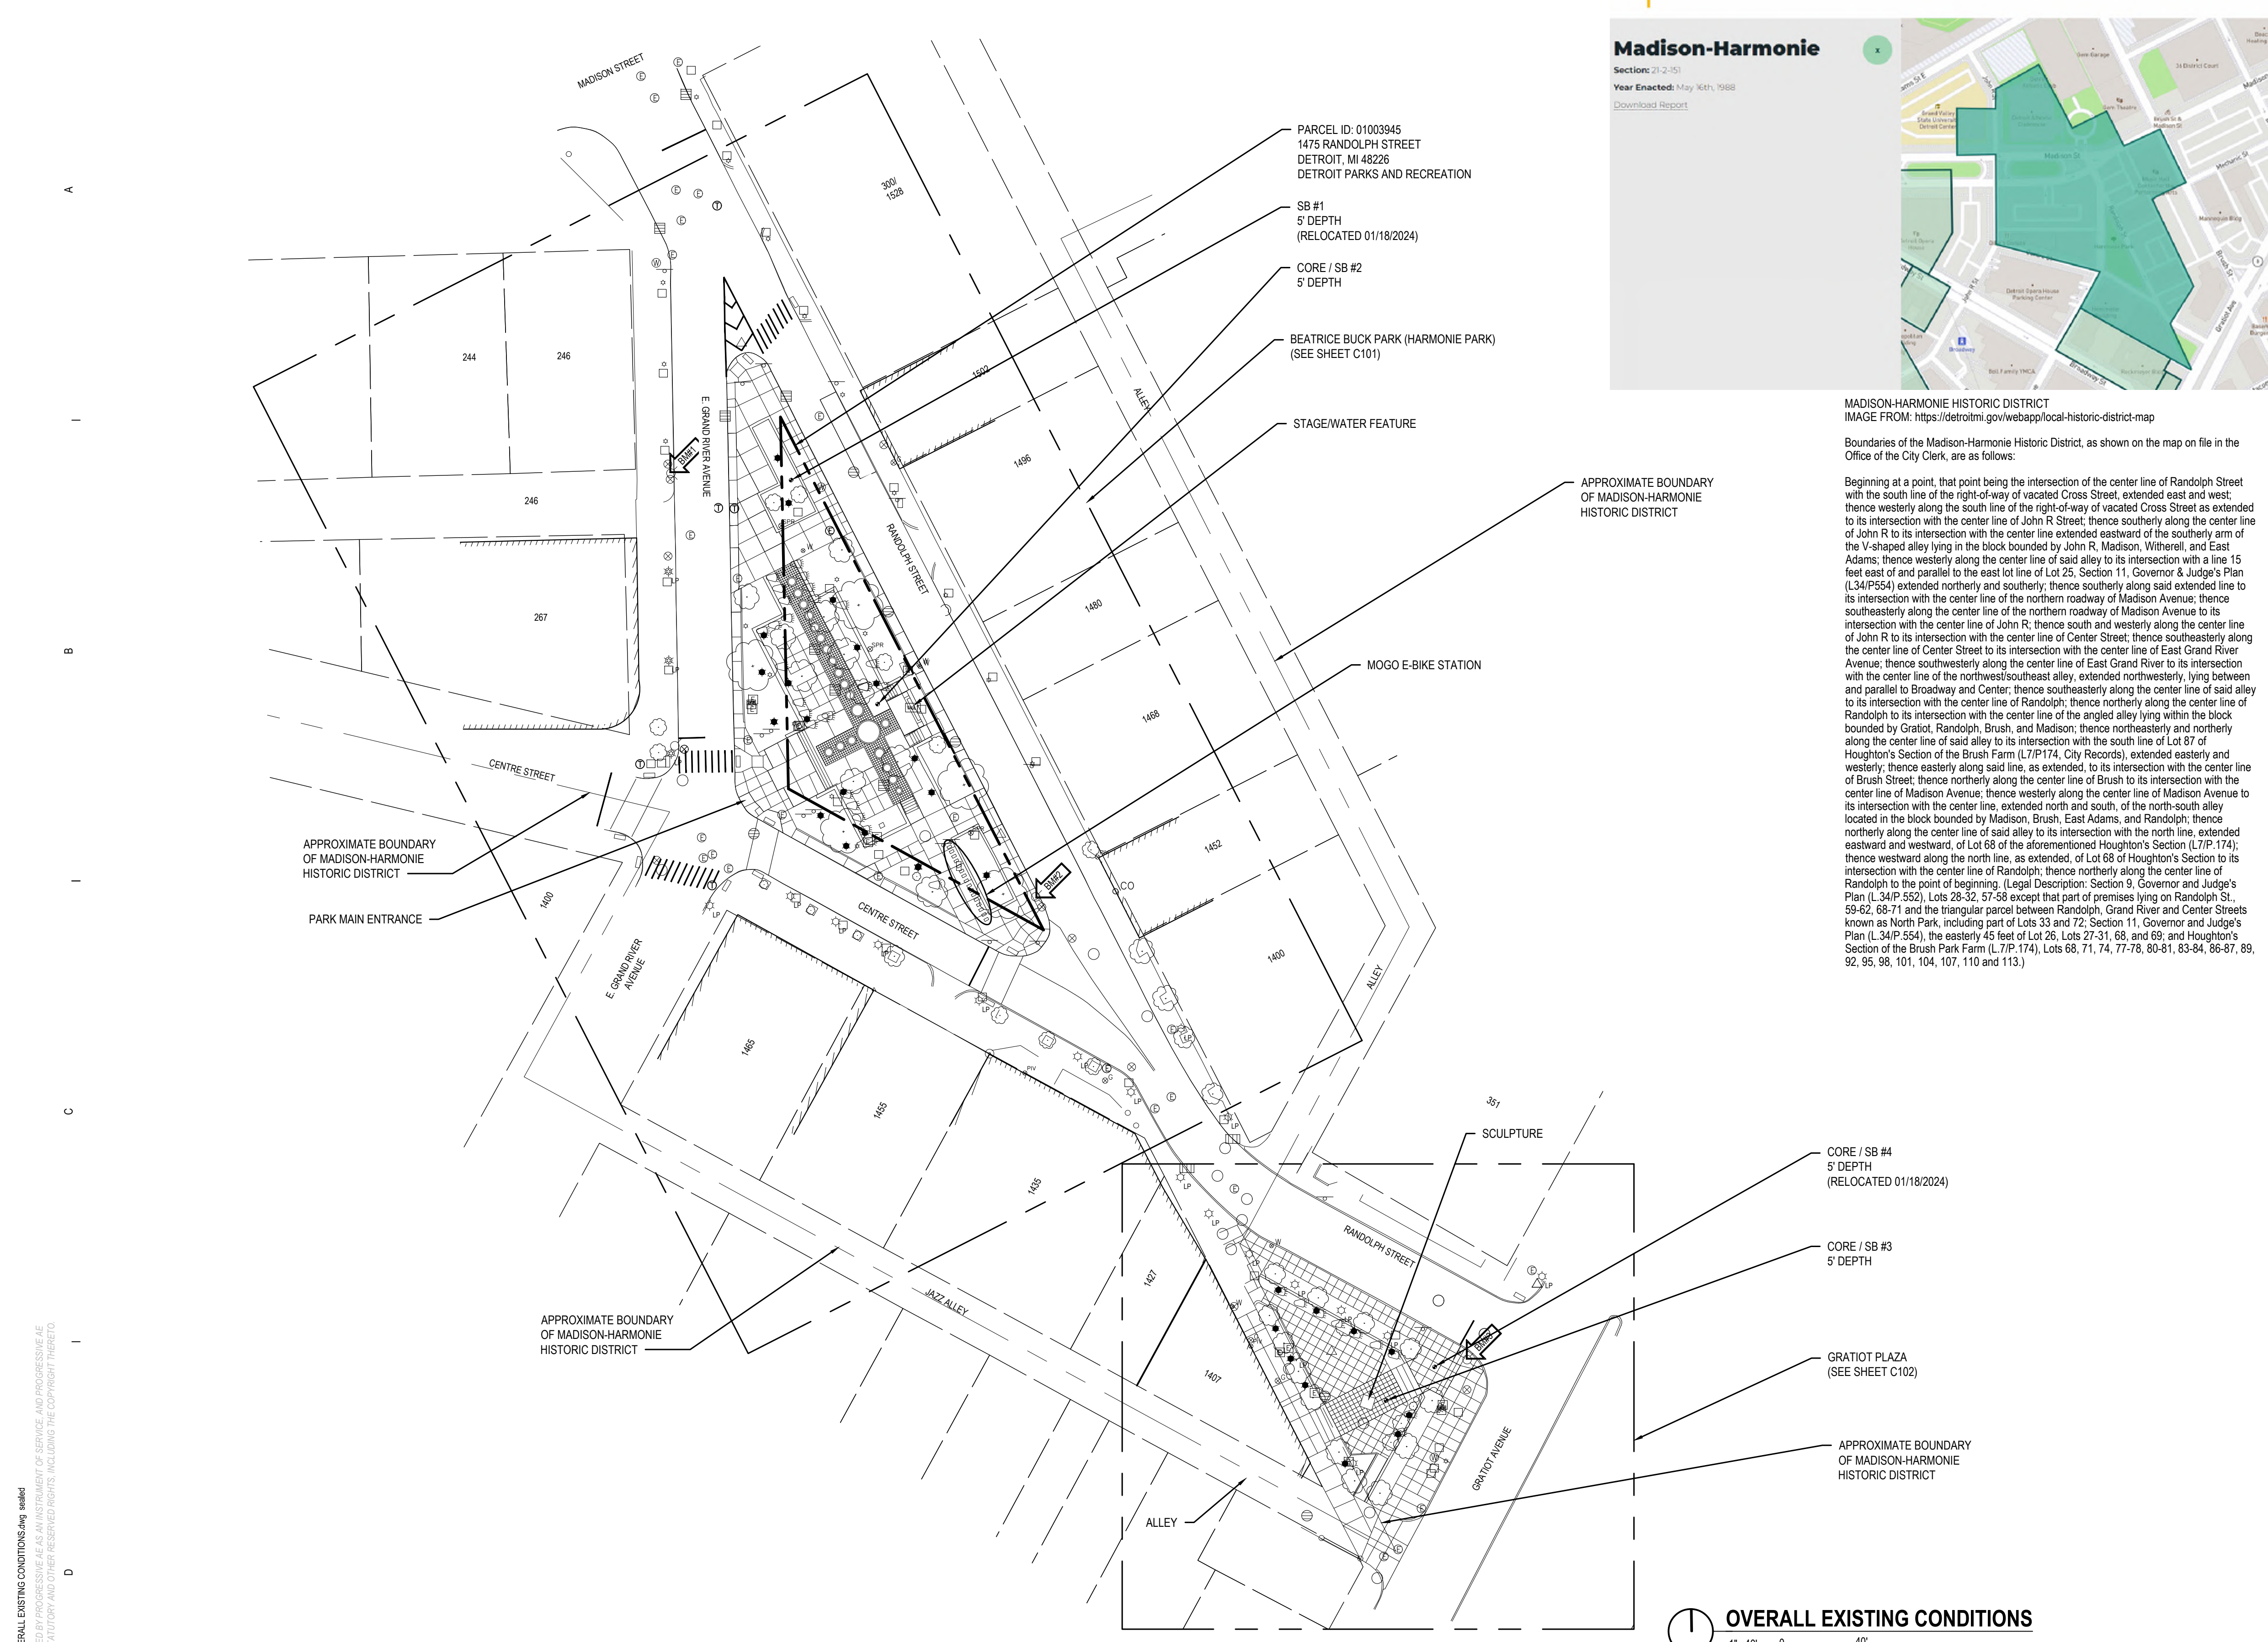 Madison-Harmonie
x
Section: 21-2-151
Year Enacted: May 16th, 1988
Download Report
MADISON-HARMONIE HISTORIC DISTRICT
IMAGE FROM: https://detroitmi.gov/webapp/local-historic-district-map
Boundaries of the Madison-Harmonie Historic District, as shown on the map on file in the
Office of the City Clerk, are as follows:
Beginning at a point, that point being the intersection of the center line of Randolph Street
with the south line of the right-of-way of vacated Cross Street, extended east and west;
thence westerly along the south line of the right-of-way of vacated Cross Street as extended
to its intersection with the center line of John R Street; thence southerly along the center line
of John R to its intersection with the center line extended eastward of the southerly arm of
the V-shaped alley lying in the block bounded by John R, Madison, Witherell, and East
Adams; thence westerly along the center line of said alley to its intersection with a line 15
feet east of and parallel to the east lot line of Lot 25, Section 11, Governor & Judge's Plan
(L34/P554) extended northerly and southerly; thence southerly along said extended line to
its intersection with the center line of the northern roadway of Madison Avenue; thence
southeasterly along the center line of the northern roadway of Madison Avenue to its
intersection with the center line of John R; thence south and westerly along the center line
of John R to its intersection with the center line of Center Street; thence southeasterly along
the center line of Center Street to its intersection with the center line of East Grand River
Avenue; thence southwesterly along the center line of East Grand River to its intersection
with the center line of the northwest/southeast alley, extended northwesterly, lying between
and parallel to Broadway and Center; thence southeasterly along the center line of said alley
to its intersection with the center line of Randolph; thence northerly along the center line of
Randolph to its intersection with the center line of the angled alley lying within the block
bounded by Gratiot, Randolph, Brush, and Madison; thence northeasterly and northerly
along the center line of said alley to its intersection with the south line of Lot 87 of
Houghton's Section of the Brush Farm (L7/P174, City Records), extended easterly and
westerly; thence easterly along said line, as extended, to its intersection with the center line
of Brush Street; thence northerly along the center line of Brush to its intersection with the
center line of Madison Avenue; thence westerly along the center line of Madison Avenue to
its intersection with the center line, extended north and south, of the north-south alley
located in the block bounded by Madison, Brush, East Adams, and Randolph; thence
northerly along the center line of said alley to its intersection with the north line, extended
eastward and westward, of Lot 68 of the aforementioned Houghton's Section (L7/P.174);
thence westward along the north line, as extended, of Lot 68 of Houghton's Section to its
intersection with the center line of Randolph; thence northerly along the center line of
Randolph to the point of beginning. (Legal Description: Section 9, Governor and Judge's
Plan (L.34/P.552), Lots 28-32, 57-58 except that part of premises lying on Randolph St.,
59-62, 68-71 and the triangular parcel between Randolph, Grand River and Center Streets
known as North Park, including part of Lots 33 and 72; Section 11, Governor and Judge's
Plan (L.34/P.554), the easterly 45 feet of Lot 26, Lots 27-31, 68, and 69; and Houghton's
Section of the Brush Park Farm (L.7/P.174), Lots 68, 71, 74, 77-78, 80-81, 83-84, 86-87, 89,
92, 95, 98, 101, 104, 107, 110 and 113.)
PARCEL ID: 01003945
1475 RANDOLPH STREET
DETROIT, MI 48226
DETROIT PARKS AND RECREATION
SB #1
5' DEPTH
(RELOCATED 01/18/2024)
CORE / SB #2
5' DEPTH
BEATRICE BUCK PARK (HARMONIE PARK)
(SEE SHEET C101)
STAGE/WATER FEATURE
APPROXIMATE BOUNDARY
OF MADISON-HARMONIE
HISTORIC DISTRICT
MOGO E-BIKE STATION
APPROXIMATE BOUNDARY
OF MADISON-HARMONIE
HISTORIC DISTRICT
PARK MAIN ENTRANCE
APPROXIMATE BOUNDARY
OF MADISON-HARMONIE
HISTORIC DISTRICT
SCULPTURE
CORE / SB #4
5' DEPTH
(RELOCATED 01/18/2024)
CORE / SB #3
5' DEPTH
GRATIOT PLAZA
(SEE SHEET C102)
APPROXIMATE BOUNDARY
OF MADISON-HARMONIE
HISTORIC DISTRICT
ALLEY
MADISON STREET
300/
1528
244
246
246
267
1502
1496
1480
1468
1452
1400
351
1400
1465
1455
1435
1427
1407
E. GRAND RIVER AVENUE
RANDOLPH STREET
ALLEY
ALLEY
CENTRE STREET
CENTRE STREET
E. GRAND RIVER
AVENUE
JAZZ ALLEY
RANDOLPH STREET
GRATIOT AVENUE
BM#1
BM#2
CO
PIV
A
B
C
D
OVERALL EXISTING CONDITIONS
ERALL EXISTING CONDITIONS.dwg sealed
ED BY PROGRESSIVE AE AS AN INSTRUMENT OF SERVICE, AND PROGRESSIVE AE
TATUTORY AND OTHER RESERVED RIGHTS, INCLUDING THE COPYRIGHT THERETO.